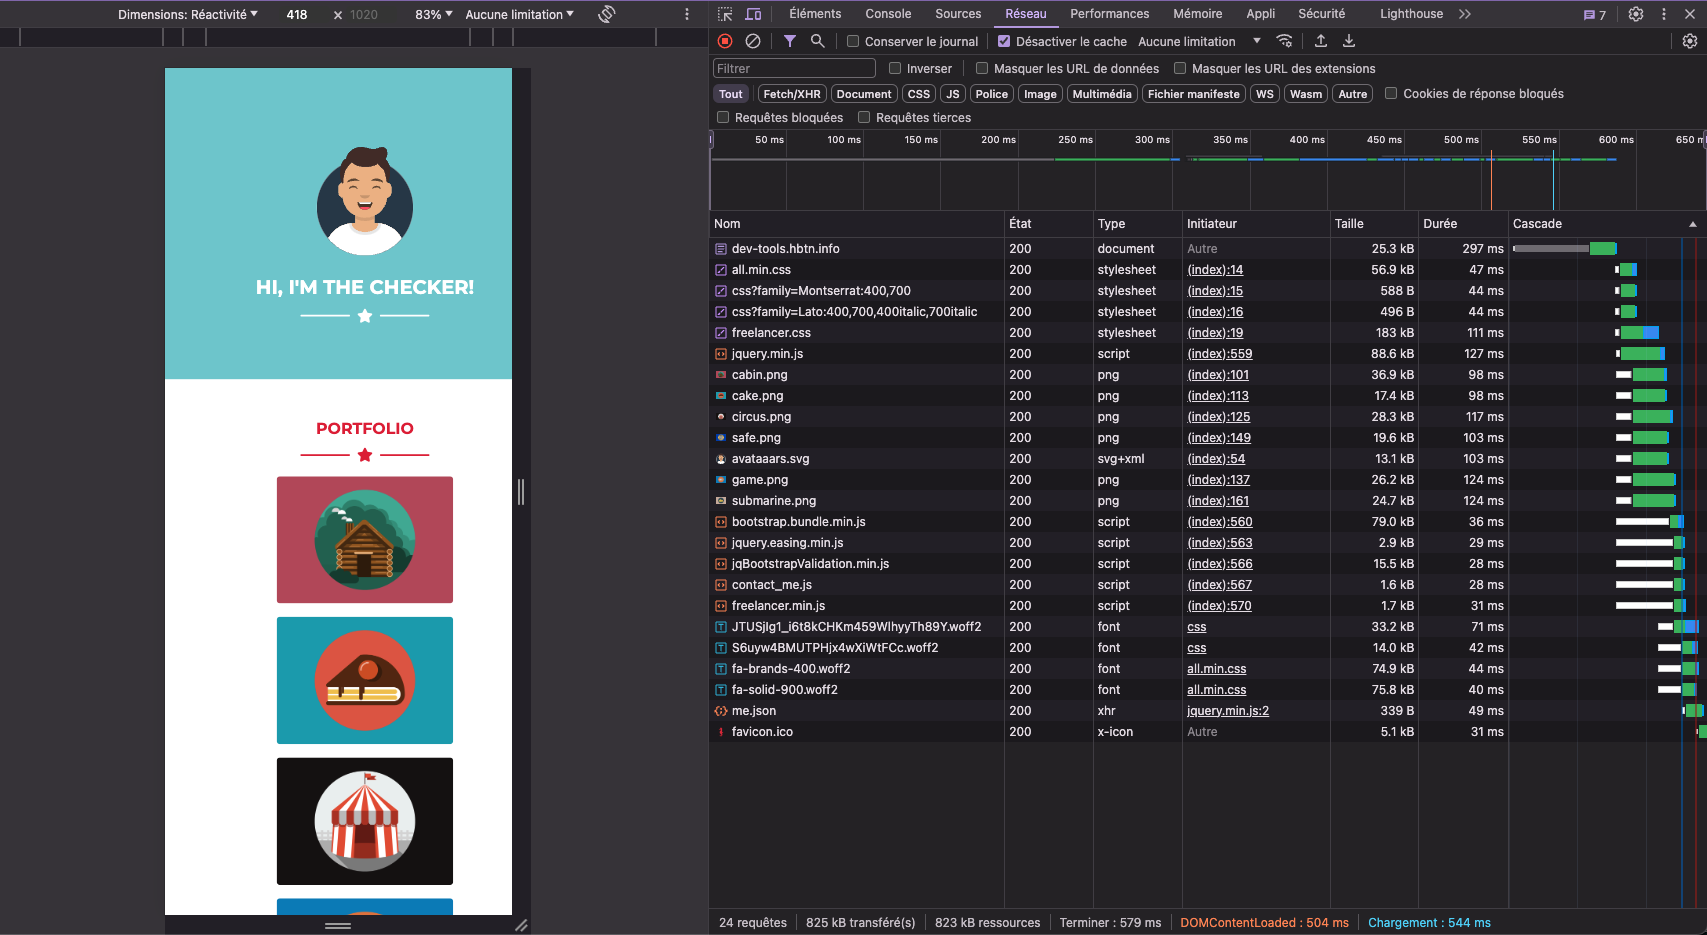 Dimensions: Réactivité 418 × 1020 83% Aucune limitation
Éléments Console Sources Réseau Performances Mémoire Appli Sécurité Lighthouse 7
Conserver le journal Désactiver le cache Aucune limitation
Filtrer Inverser Masquer les URL de données Masquer les URL des extensions
Tout Fetch/XHR Document CSS JS Police Image Multimédia Fichier manifeste WS Wasm Autre Cookies de réponse bloqués
Requêtes bloquées Requêtes tierces
50 ms 100 ms 150 ms 200 ms 250 ms 300 ms 350 ms 400 ms 450 ms 500 ms 550 ms 600 ms 650 m
HI, I'M THE CHECKER!
PORTFOLIO
Nom État Type Initiateur Taille Durée Cascade
dev-tools.hbtn.info 200 document Autre 25.3 kB 297 ms
all.min.css 200 stylesheet (index):14 56.9 kB 47 ms
css?family=Montserrat:400,700 200 stylesheet (index):15 588 B 44 ms
css?family=Lato:400,700,400italic,700italic 200 stylesheet (index):16 496 B 44 ms
freelancer.css 200 stylesheet (index):19 183 kB 111 ms
jquery.min.js 200 script (index):559 88.6 kB 127 ms
cabin.png 200 png (index):101 36.9 kB 98 ms
cake.png 200 png (index):113 17.4 kB 98 ms
circus.png 200 png (index):125 28.3 kB 117 ms
safe.png 200 png (index):149 19.6 kB 103 ms
avataaars.svg 200 svg+xml (index):54 13.1 kB 103 ms
game.png 200 png (index):137 26.2 kB 124 ms
submarine.png 200 png (index):161 24.7 kB 124 ms
bootstrap.bundle.min.js 200 script (index):560 79.0 kB 36 ms
jquery.easing.min.js 200 script (index):563 2.9 kB 29 ms
jqBootstrapValidation.min.js 200 script (index):566 15.5 kB 28 ms
contact_me.js 200 script (index):567 1.6 kB 28 ms
freelancer.min.js 200 script (index):570 1.7 kB 31 ms
JTUSjIg1_i6t8kCHKm459WlhyyTh89Y.woff2 200 font css 33.2 kB 71 ms
S6uyw4BMUTPHjx4wXiWtFCc.woff2 200 font css 14.0 kB 42 ms
fa-brands-400.woff2 200 font all.min.css 74.9 kB 44 ms
fa-solid-900.woff2 200 font all.min.css 75.8 kB 40 ms
me.json 200 xhr jquery.min.js:2 339 B 49 ms
favicon.ico 200 x-icon Autre 5.1 kB 31 ms
24 requêtes 825 kB transféré(s) 823 kB ressources Terminer : 579 ms DOMContentLoaded : 504 ms Chargement : 544 ms